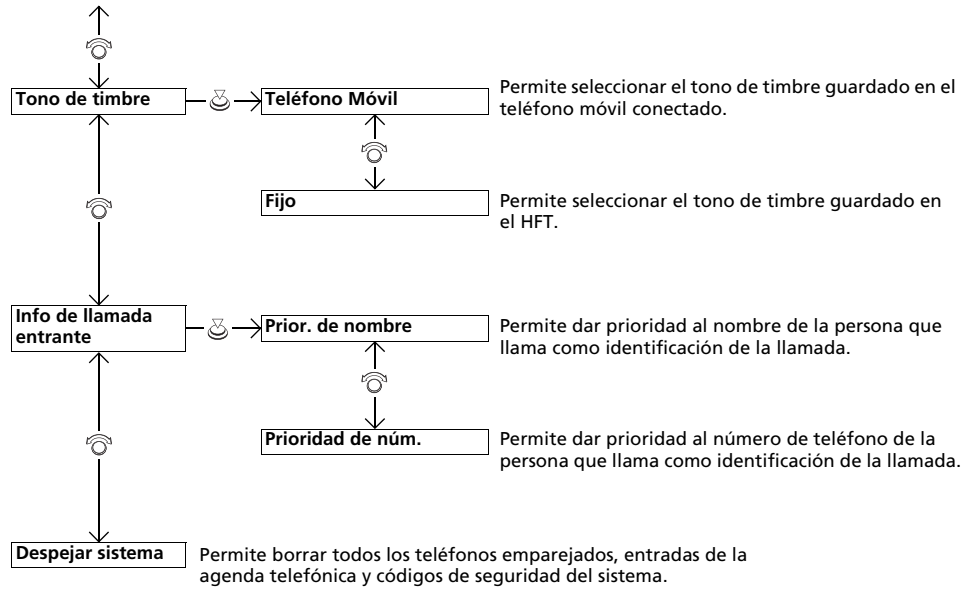 Tono de timbre
Teléfono Móvil
Permite seleccionar el tono de timbre guardado en el
teléfono móvil conectado.
Fijo
Permite seleccionar el tono de timbre guardado en
el HFT.
Info de llamada
entrante
Prior. de nombre
Permite dar prioridad al nombre de la persona que
llama como identificación de la llamada.
Prioridad de núm.
Permite dar prioridad al número de teléfono de la
persona que llama como identificación de la llamada.
Despejar sistema
Permite borrar todos los teléfonos emparejados, entradas de la
agenda telefónica y códigos de seguridad del sistema.